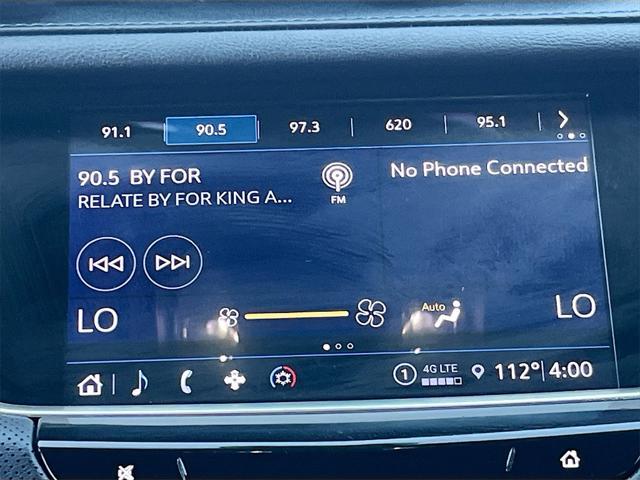 91.1 90.5 97.3 620 95.1
90.5 BY FOR
RELATE BY FOR KING A...
FM
No Phone Connected
LO
Auto
LO
1 4G LTE 112° 4:00